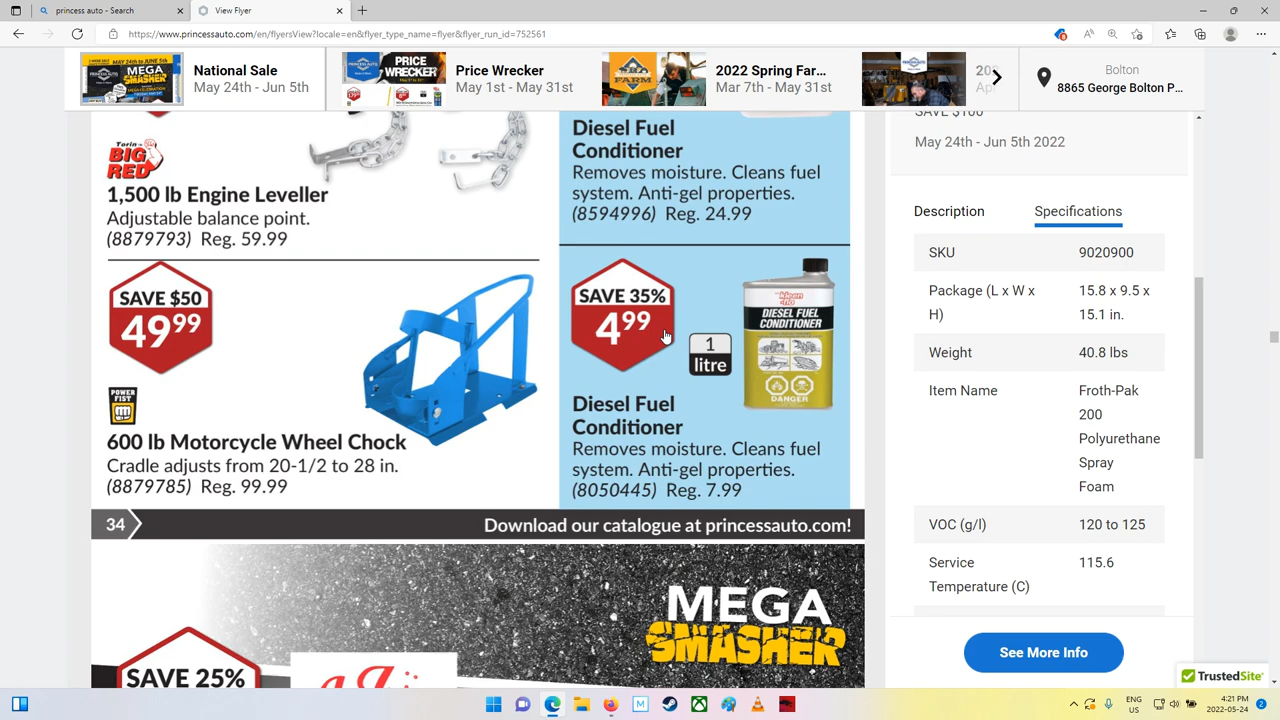 princess auto - Search
View Flyer
https://www.princessauto.com/en/flyersView?locale=en&flyer_type_name=flyer&flyer_run_id=752561
National Sale
May 24th - Jun 5th
Price Wrecker
May 1st - May 31st
2022 Spring Far...
Mar 7th - May 31st
Bolton
8865 George Bolton P...
MEGA
SMASHER
PRICE
WRECKER
FARM
Torin
BIG
RED
1,500 lb Engine Leveller
Adjustable balance point.
(8879793) Reg. 59.99
SAVE $50
49 99
POWER
FIST
600 lb Motorcycle Wheel Chock
Cradle adjusts from 20-1/2 to 28 in.
(8879785) Reg. 99.99
Diesel Fuel
Conditioner
Removes moisture. Cleans fuel
system. Anti-gel properties.
(8594996) Reg. 24.99
SAVE 35%
4 99
1
litre
kleen-flo
DIESEL FUEL
CONDITIONER
DANGER
Diesel Fuel
Conditioner
Removes moisture. Cleans fuel
system. Anti-gel properties.
(8050445) Reg. 7.99
34
Download our catalogue at princessauto.com!
MEGA
SMASHER
SAVE 25%
SAVE $100
May 24th - Jun 5th 2022
Description
Specifications
SKU 9020900
Package (L x W x 15.8 x 9.5 x
H) 15.1 in.
Weight 40.8 lbs
Item Name Froth-Pak
200
Polyurethane
Spray
Foam
VOC (g/l) 120 to 125
Service 115.6
Temperature (C)
See More Info
TrustedSite
ENG
US
4:21 PM
2022-05-24